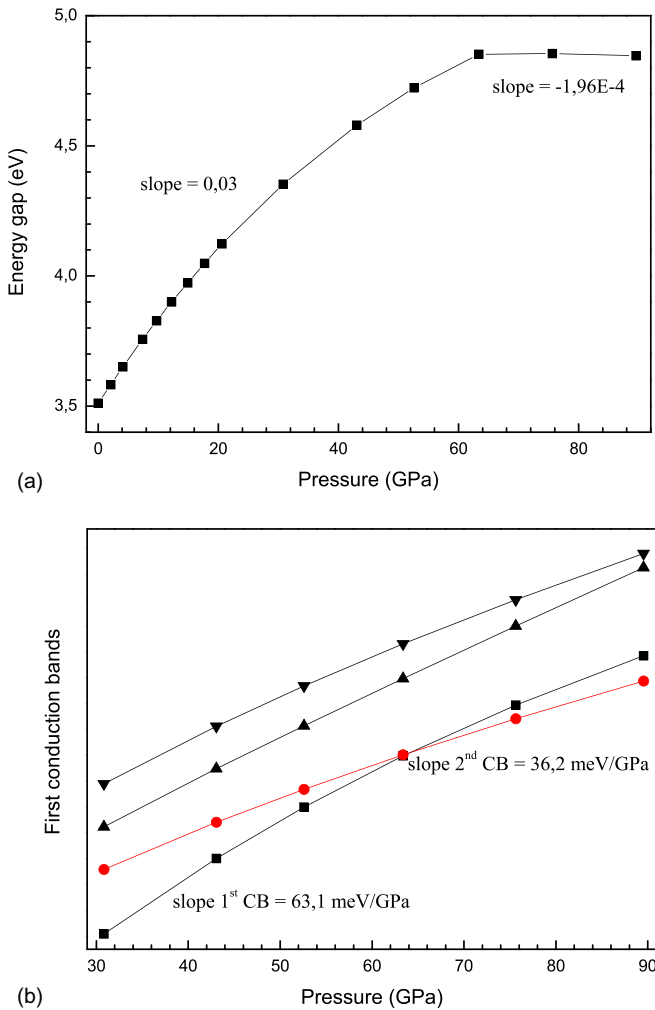 5,0
4,5
4,0
3,5
Energy gap (eV)
slope = -1,96E-4
slope = 0,03
0 20 40 60 80
Pressure (GPa)
(a)
First conduction bands
slope 2nd CB = 36,2 meV/GPa
slope 1st CB = 63,1 meV/GPa
30 40 50 60 70 80 90
Pressure (GPa)
(b)